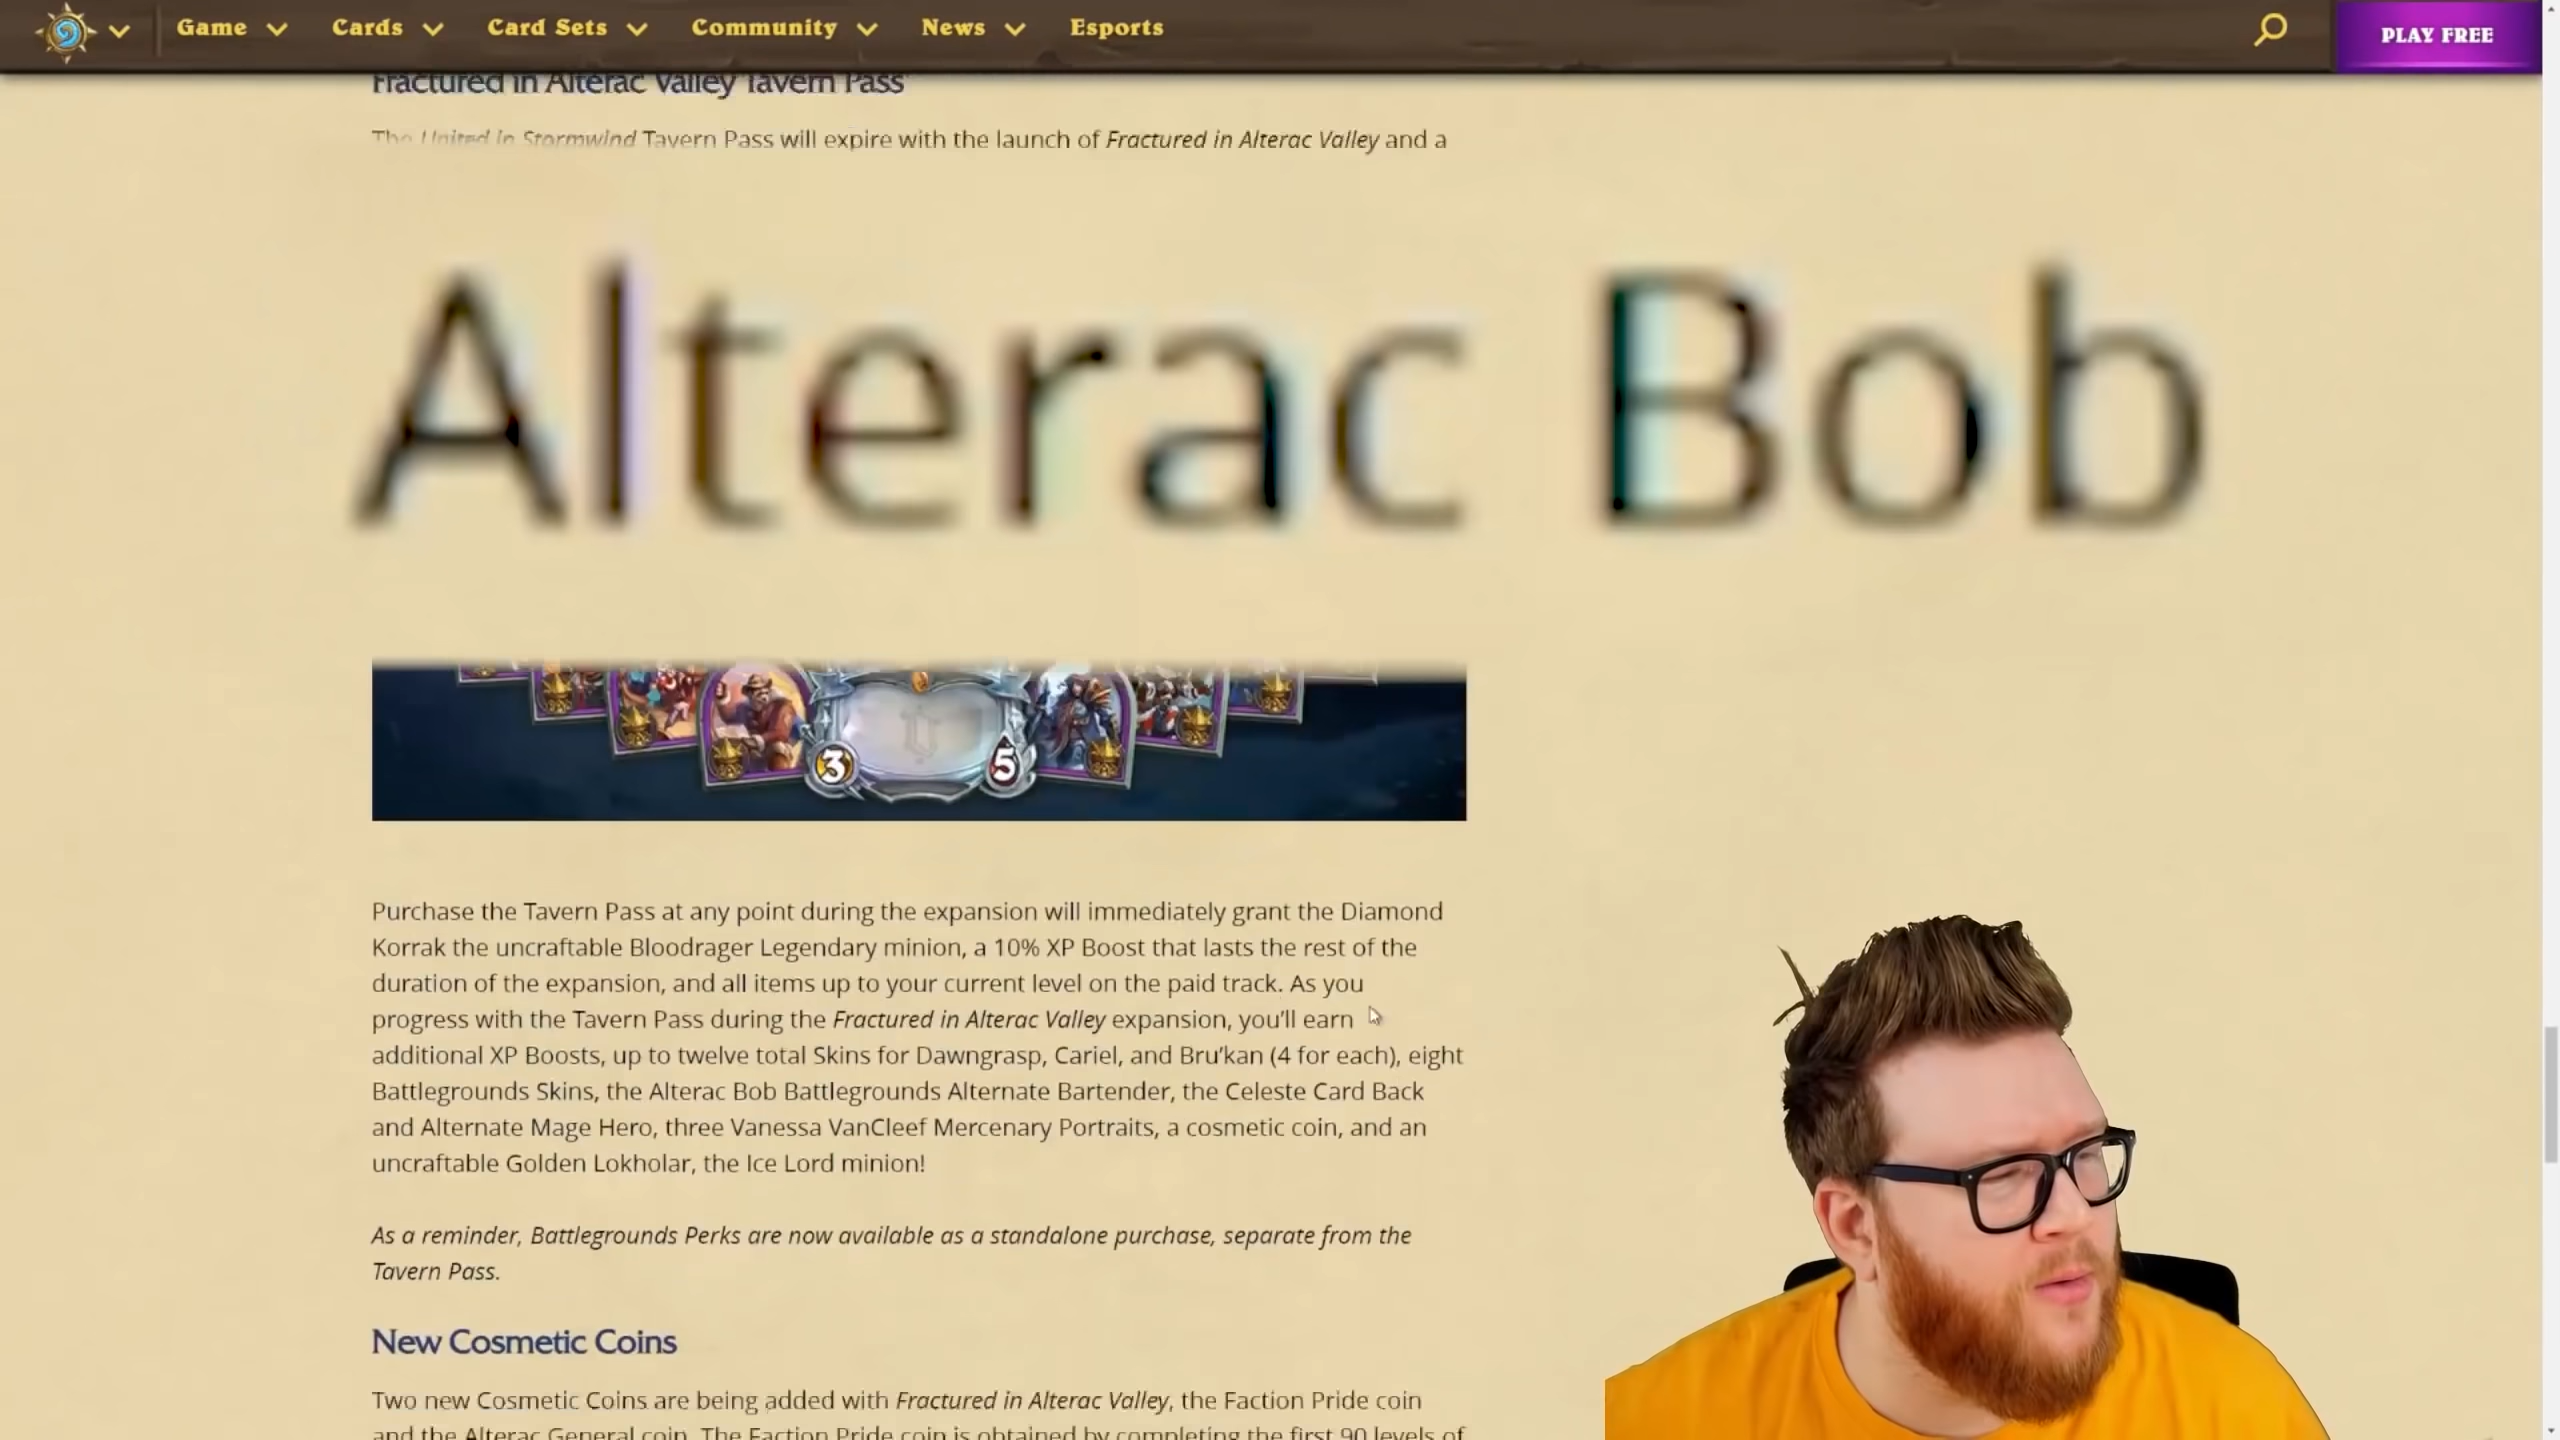 Game Cards Card Sets Community News Esports PLAY FREE
Fractured in Alterac Valley Tavern Pass
The United in Stormwind Tavern Pass will expire with the launch of Fractured in Alterac Valley and a
Alterac Bob
3 5
Purchase the Tavern Pass at any point during the expansion will immediately grant the Diamond
Korrak the uncraftable Bloodrager Legendary minion, a 10% XP Boost that lasts the rest of the
duration of the expansion, and all items up to your current level on the paid track. As you
progress with the Tavern Pass during the Fractured in Alterac Valley expansion, you'll earn
additional XP Boosts, up to twelve total Skins for Dawngrasp, Cariel, and Bru'kan (4 for each), eight
Battlegrounds Skins, the Alterac Bob Battlegrounds Alternate Bartender, the Celeste Card Back
and Alternate Mage Hero, three Vanessa VanCleef Mercenary Portraits, a cosmetic coin, and an
uncraftable Golden Lokholar, the Ice Lord minion!
As a reminder, Battlegrounds Perks are now available as a standalone purchase, separate from the
Tavern Pass.
New Cosmetic Coins
Two new Cosmetic Coins are being added with Fractured in Alterac Valley, the Faction Pride coin
and the Alterac General coin. The Faction Pride coin is obtained by completing the first 90 levels of